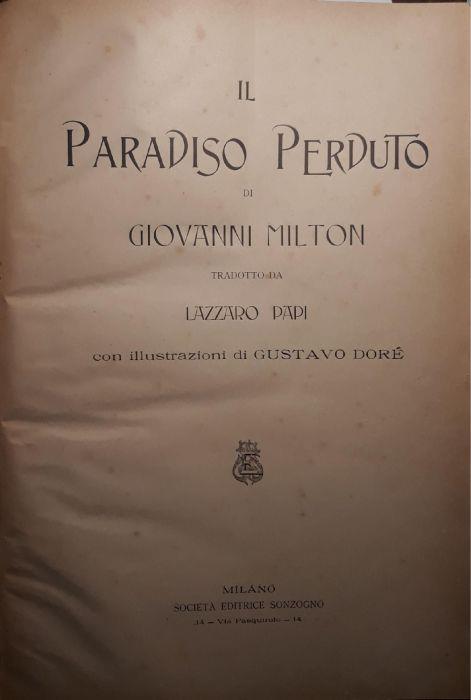 IL
PARADISO PERDUTO
DI
GIOVANNI MILTON
TRADOTTO DA
LAZZARO PAPI
con illustrazioni di GUSTAVO DORÉ
MILANO
SOCIETÀ EDITRICE SONZOGNO
14 — Via Pasquirolo — 14